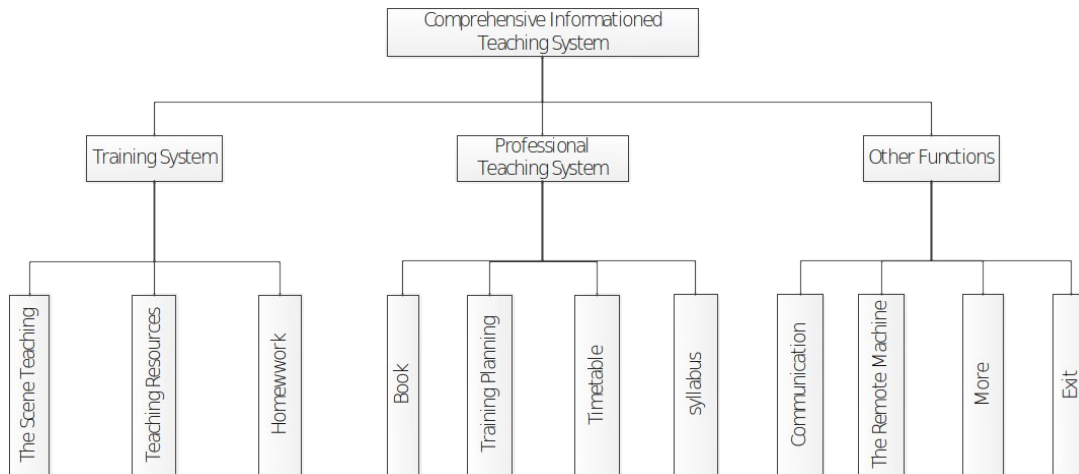 Comprehensive Informationed
Teaching System
Training System
Professional
Teaching System
Other Functions
The Scene Teaching
Teaching Resources
Homewwork
Book
Training Planning
Timetable
syllabus
Communication
The Remote Machine
More
Exit